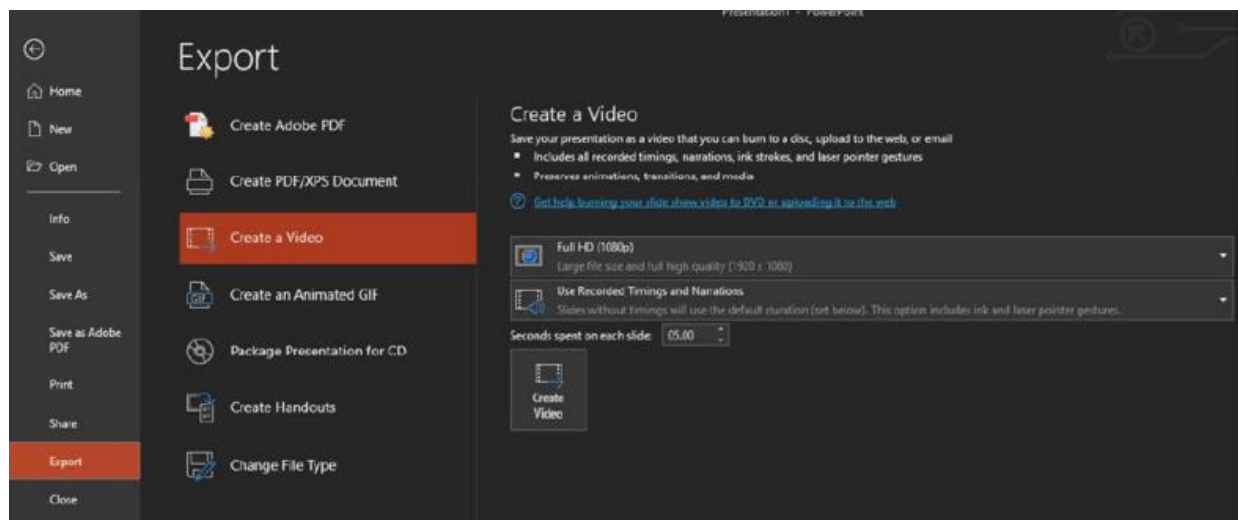 Presentation1 - PowerPoint
Export
Home
New
Open
Info
Save
Save As
Save as Adobe
PDF
Print
Share
Export
Close
Create Adobe PDF
Create PDF/XPS Document
Create a Video
Create an Animated GIF
Package Presentation for CD
Create Handouts
Change File Type
Create a Video
Save your presentation as a video that you can burn to a disc, upload to the web, or email
Includes all recorded timings, narrations, ink strokes, and laser pointer gestures
Preserves animations, transitions, and media
Get help burning your slide show video to DVD or uploading it to the web
Full HD (1080p)
Large file size and full high quality (1920 x 1080)
Use Recorded Timings and Narrations
Slides without timings will use the default duration (set below). This option includes ink and laser pointer gestures.
Seconds spent on each slide: 05.00
Create
Video